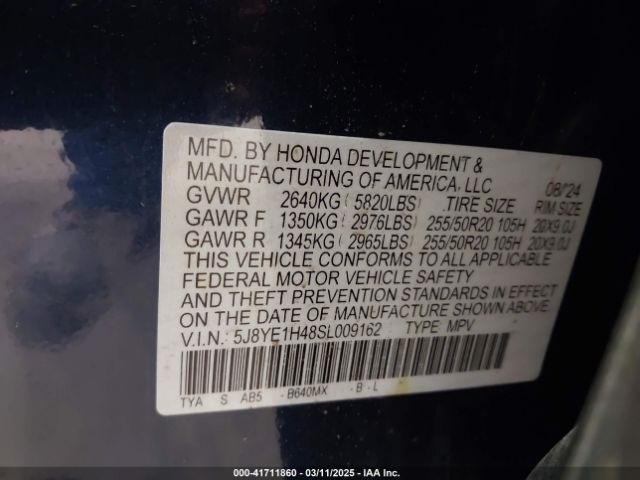 MFD. BY HONDA DEVELOPMENT &
MANUFACTURING OF AMERICA, LLC 08/24
GVWR 2640KG ( 5820LBS) TIRE SIZE RIM SIZE
GAWR F 1350KG ( 2976LBS) 255/50R20 105H 20X9.0J
GAWR R 1345KG ( 2965LBS) 255/50R20 105H 20X9.0J
THIS VEHICLE CONFORMS TO ALL APPLICABLE
FEDERAL MOTOR VEHICLE SAFETY
AND THEFT PREVENTION STANDARDS IN EFFECT
ON THE DATE OF MANUFACTURE SHOWN ABOVE.
V.I.N.: 5J8YE1H48SL009162 TYPE: MPV
TYA S AB5 - B640MX - B - L
000-41711860 - 03/11/2025 - IAA Inc.